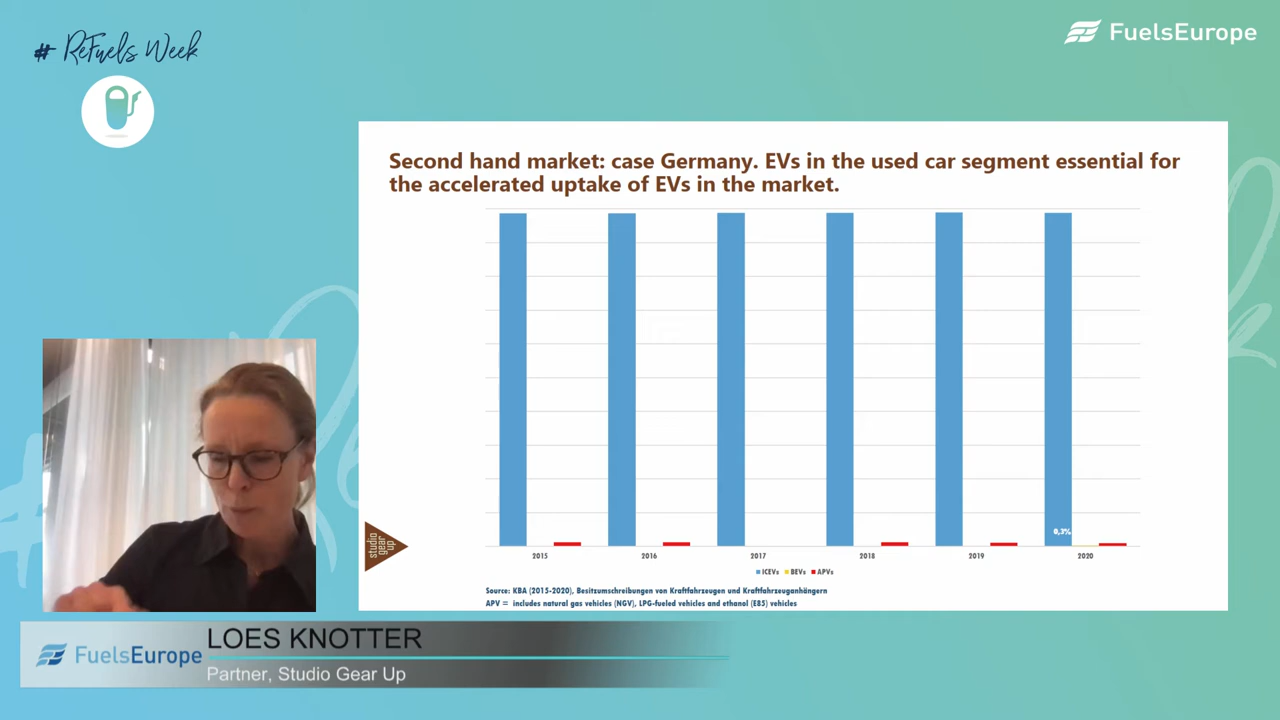 # ReFuels Week
FuelsEurope
Second hand market: case Germany. EVs in the used car segment essential for
the accelerated uptake of EVs in the market.
0,3%
2015 2016 2017 2018 2019 2020
ICEVs BEVs APVs
studio
gear
up
Source: KBA (2015-2020), Besitzumschreibungen von Kraftfahrzeugen und Kraftfahrzeuganhängern
APV = includes natural gas vehicles (NGV), LPG-fueled vehicles and ethanol (E85) vehicles
FuelsEurope
LOES KNOTTER
Partner, Studio Gear Up